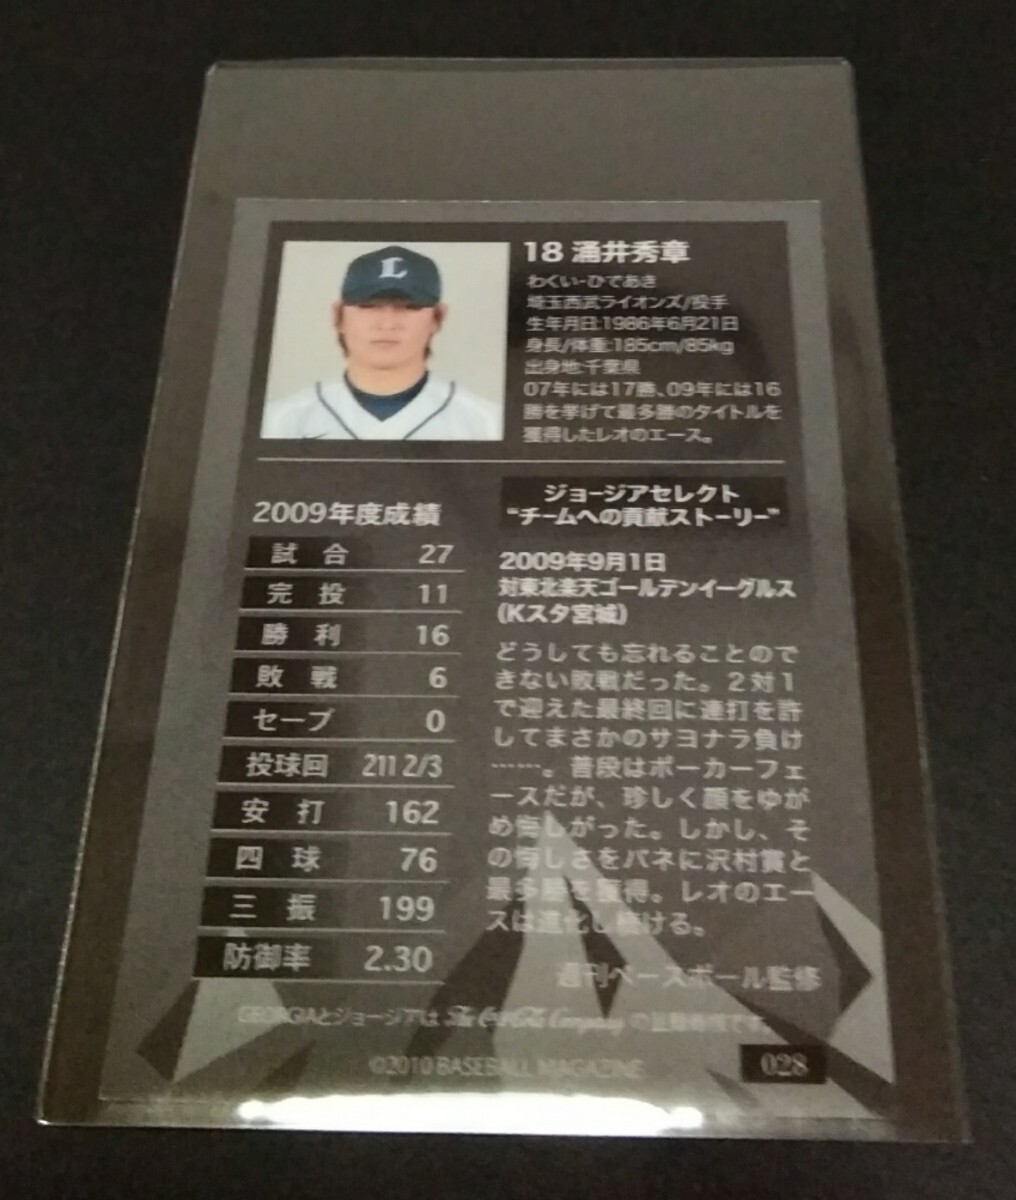 L
18 涌井秀章
わくい-ひであき
埼玉西武ライオンズ/投手
生年月日:1986年6月21日
身長/体重:185cm/85kg
出身地:千葉県
07年には17勝、09年には16
勝を挙げて最多勝のタイトルを
獲得したレオのエース。
2009年度成績
試合 27
完投 11
勝利 16
敗戦 6
セーブ 0
投球回 211 2/3
安打 162
四球 76
三振 199
防御率 2.30
ジョージアセレクト
“チームへの貢献ストーリー”
2009年9月1日
対東北楽天ゴールデンイーグルス
(Kスタ宮城)
どうしても忘れることので
きない敗戦だった。2対1
で迎えた最終回に連打を許
してまさかのサヨナラ負け
……。普段はポーカーフェ
ースだが、珍しく顔をゆが
め悔しがった。しかし、そ
の悔しさをバネに沢村賞と
最多勝を獲得。レオのエー
スは進化し続ける。
週刊ベースボール監修
GEORGIAとジョージアは The Coca-Cola Company の登録商標です。
©2010 BASEBALL MAGAZINE
028